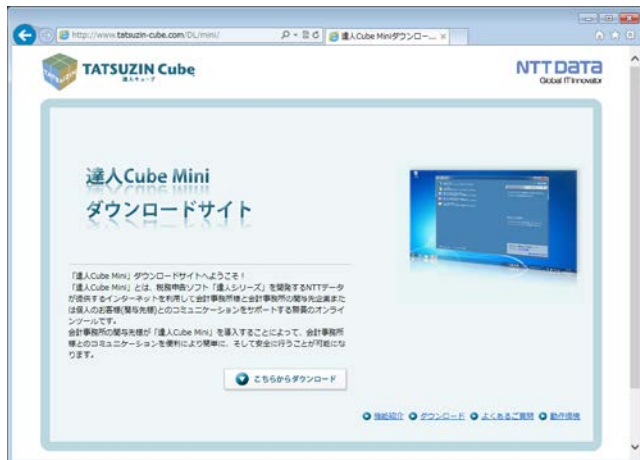 http://www.tatsuzin-cube.com/DL/mini/
達人Cube Miniダウンロー...
TATSUZIN Cube
達人キューブ
NTT DATA
Global IT Innovator
達人Cube Mini
ダウンロードサイト
「達人Cube Mini」ダウンロードサイトへようこそ！
「達人Cube Mini」とは、税務申告ソフト「達人シリーズ」を開発するNTTデータ
が提供するインターネットを利用して会計事務所様と会計事務所の関与先企業また
は個人のお客様(関与先様)とのコミュニケーションをサポートする簡易のオンライ
ンツールです。
会計事務所の関与先様が「達人Cube Mini」を導入することによって、会計事務所
様とのコミュニケーションを便利により簡単に、そして安全に行うことが可能にな
ります。
こちらからダウンロード
機能紹介 ダウンロード よくあるご質問 動作環境